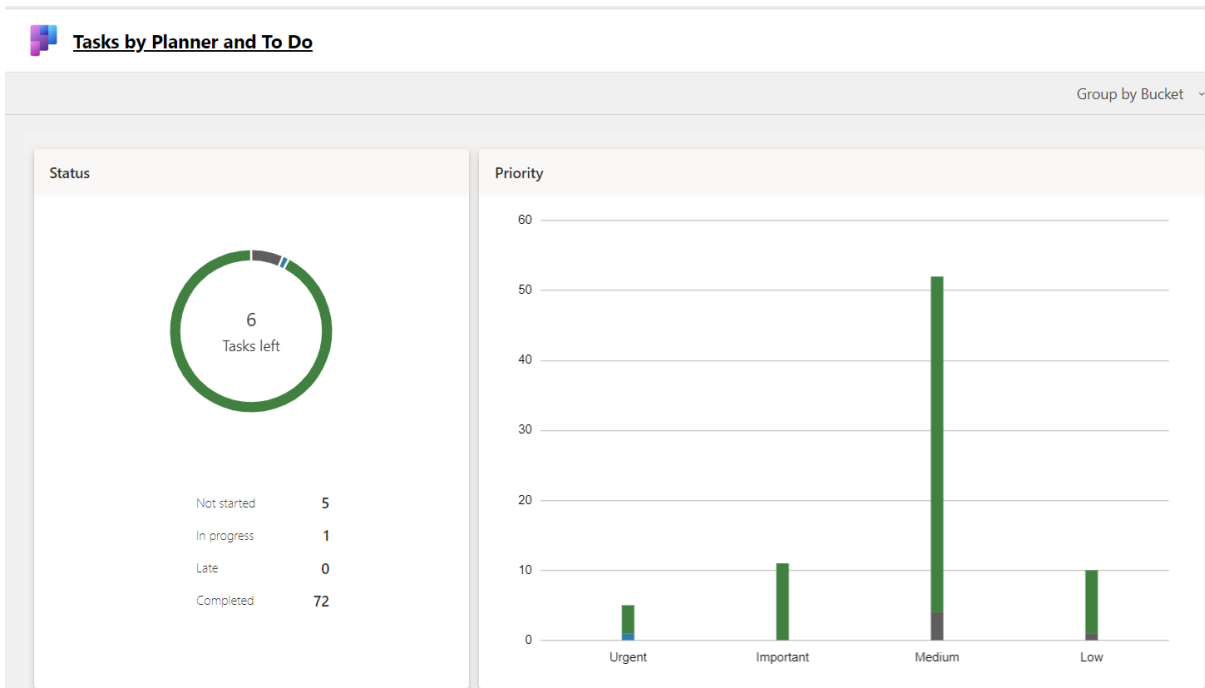 Tasks by Planner and To Do
Group by Bucket
Status
6
Tasks left
Not started 5
In progress 1
Late 0
Completed 72
Priority
60
50
40
30
20
10
0
Urgent Important Medium Low